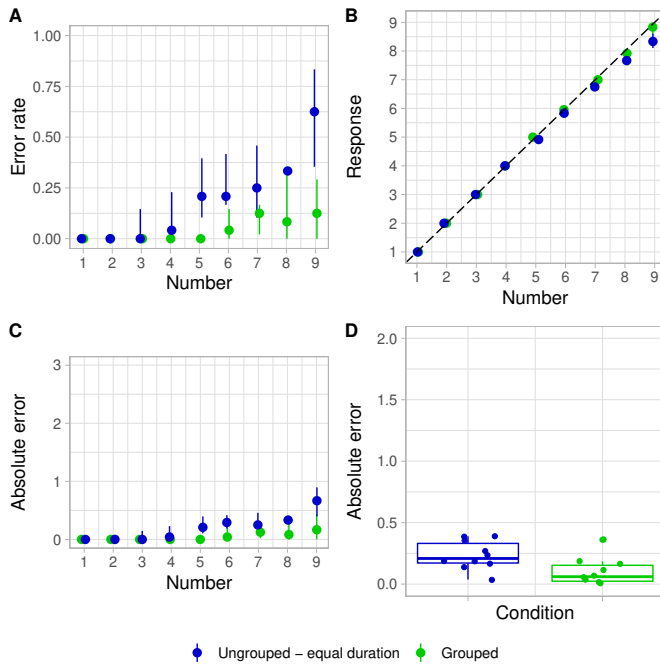 A
1.00
0.75
0.50
0.25
0.00
Error rate
1 2 3 4 5 6 7 8 9
Number
B
9
8
7
6
5
4
3
2
1
Response
1 2 3 4 5 6 7 8 9
Number
C
3
2
1
0
Absolute error
1 2 3 4 5 6 7 8 9
Number
D
2.0
1.5
1.0
0.5
0.0
Absolute error
Condition
Ungrouped − equal duration Grouped